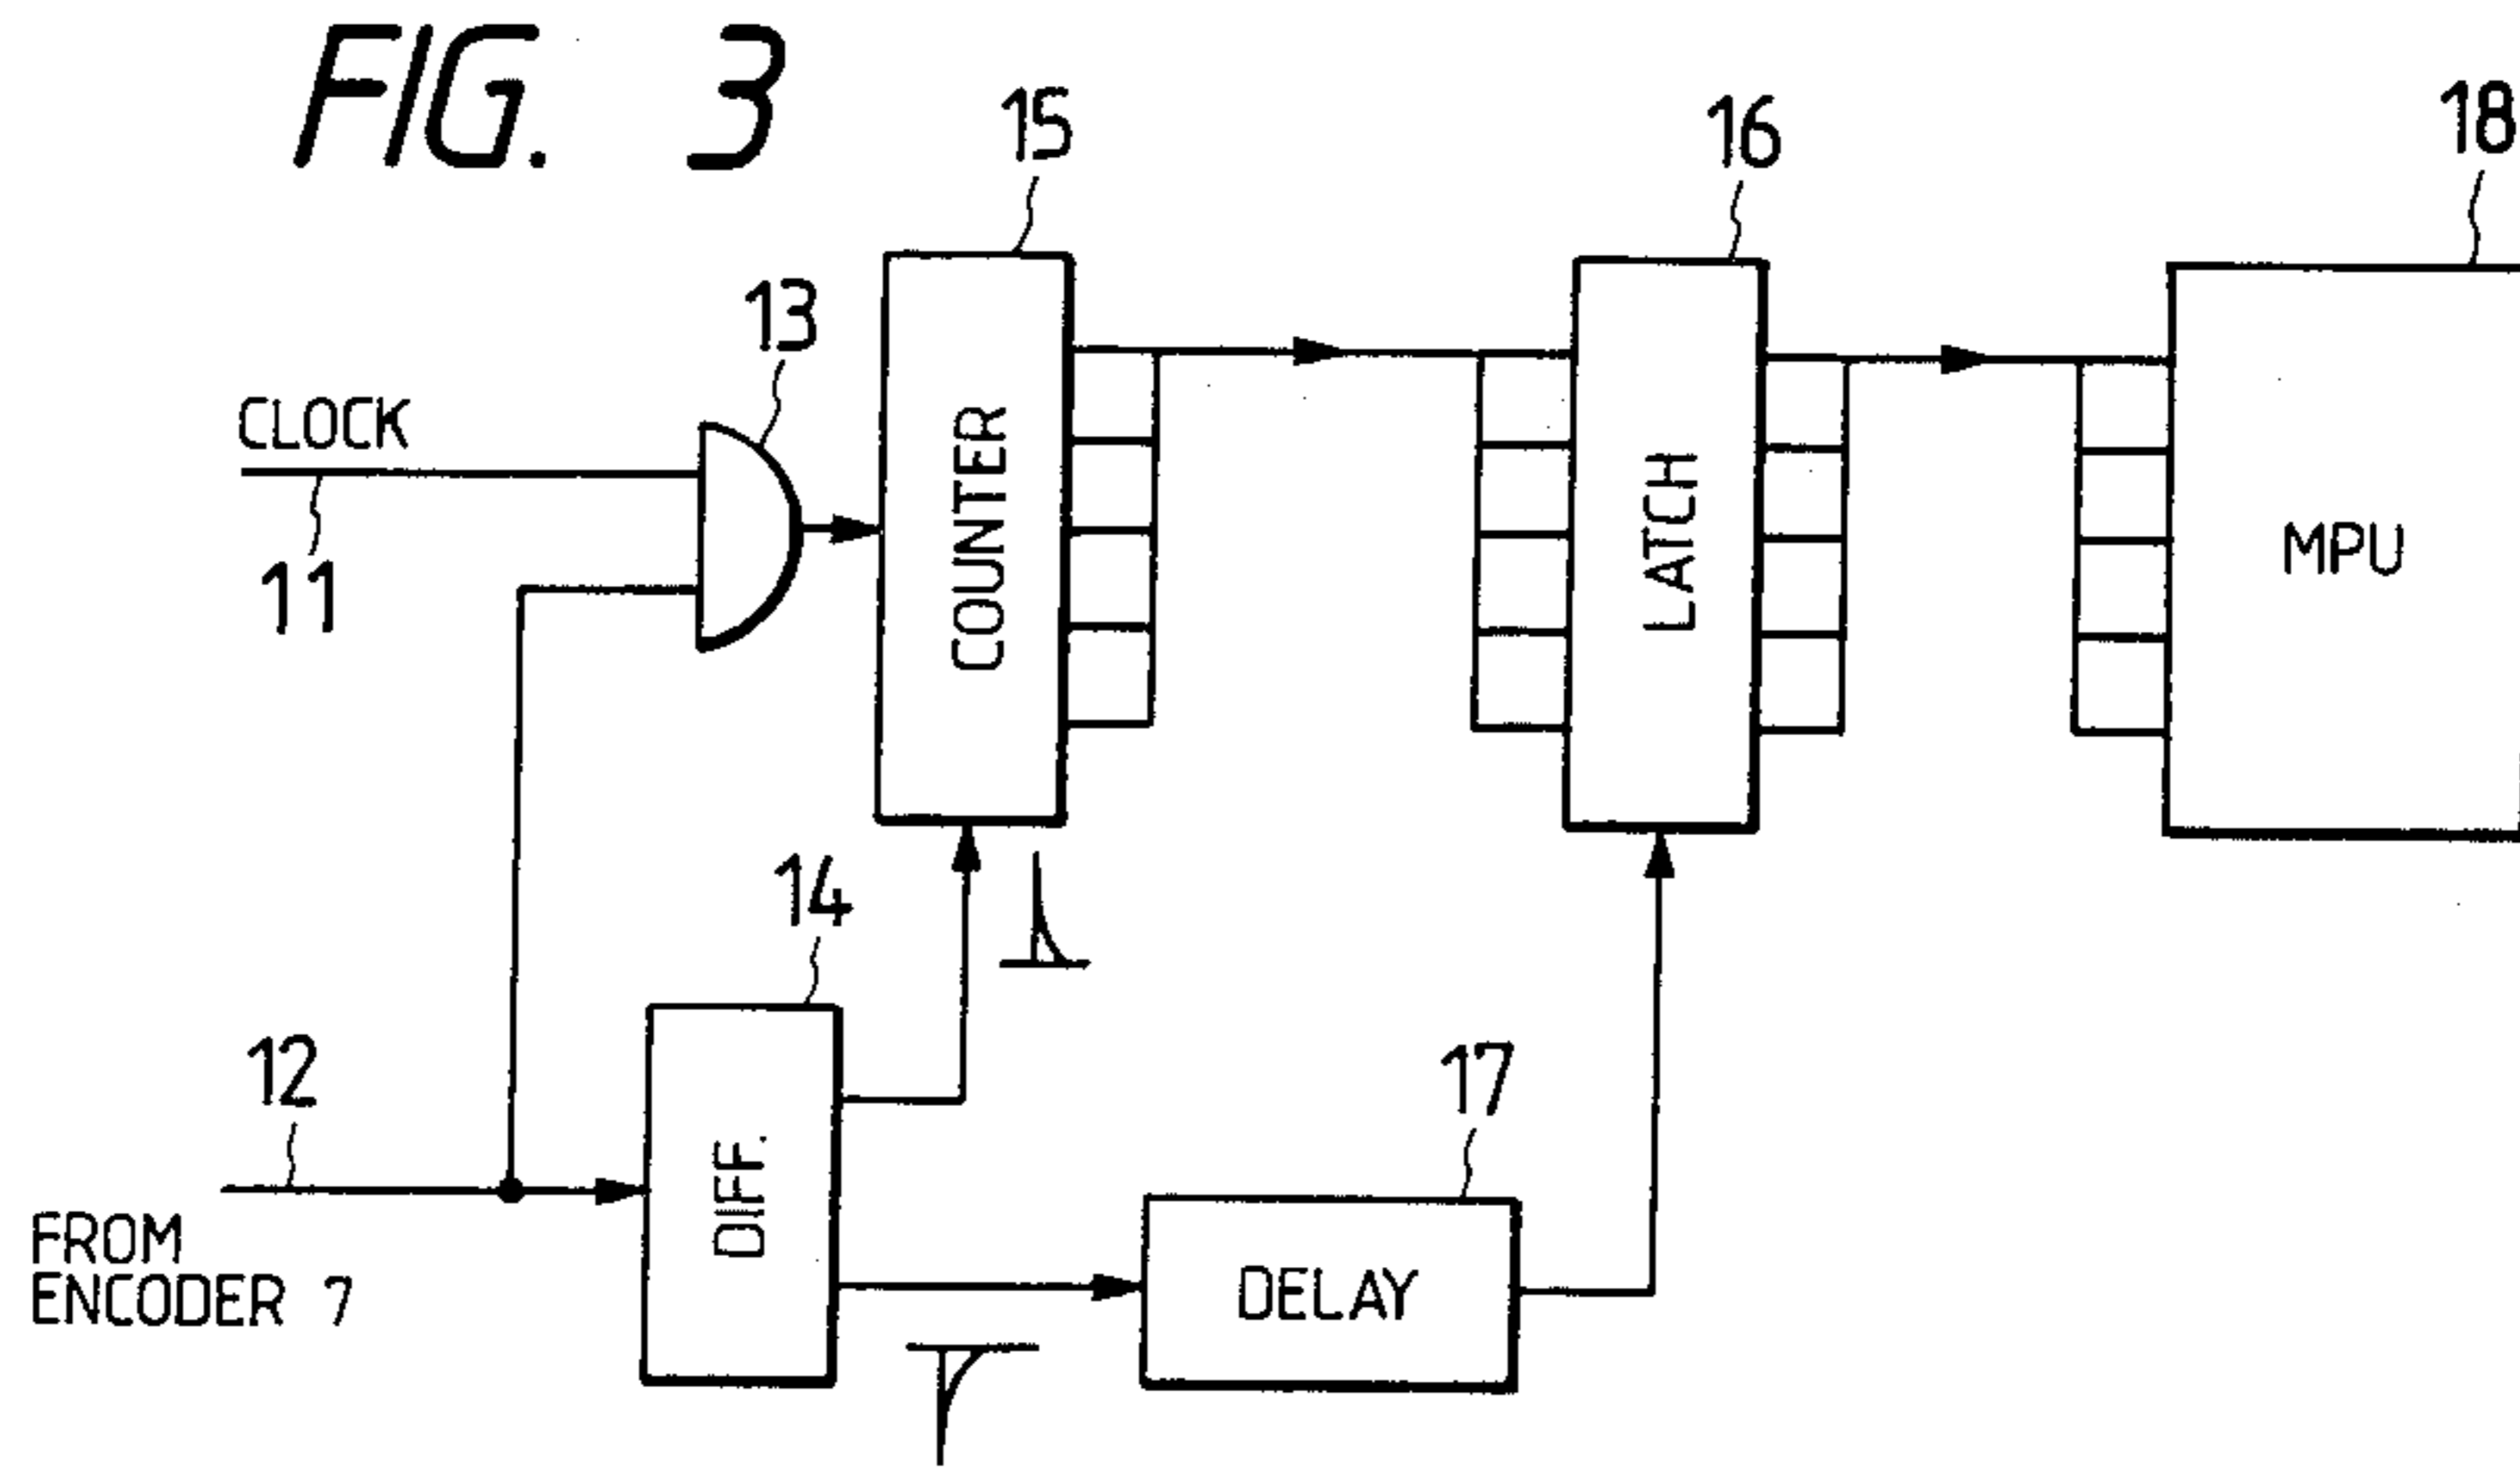 FIG. 3
15
16
18
13
CLOCK
11
COUNTER
LATCH
MPU
14
12
17
DIFF.
DELAY
FROM
ENCODER 7